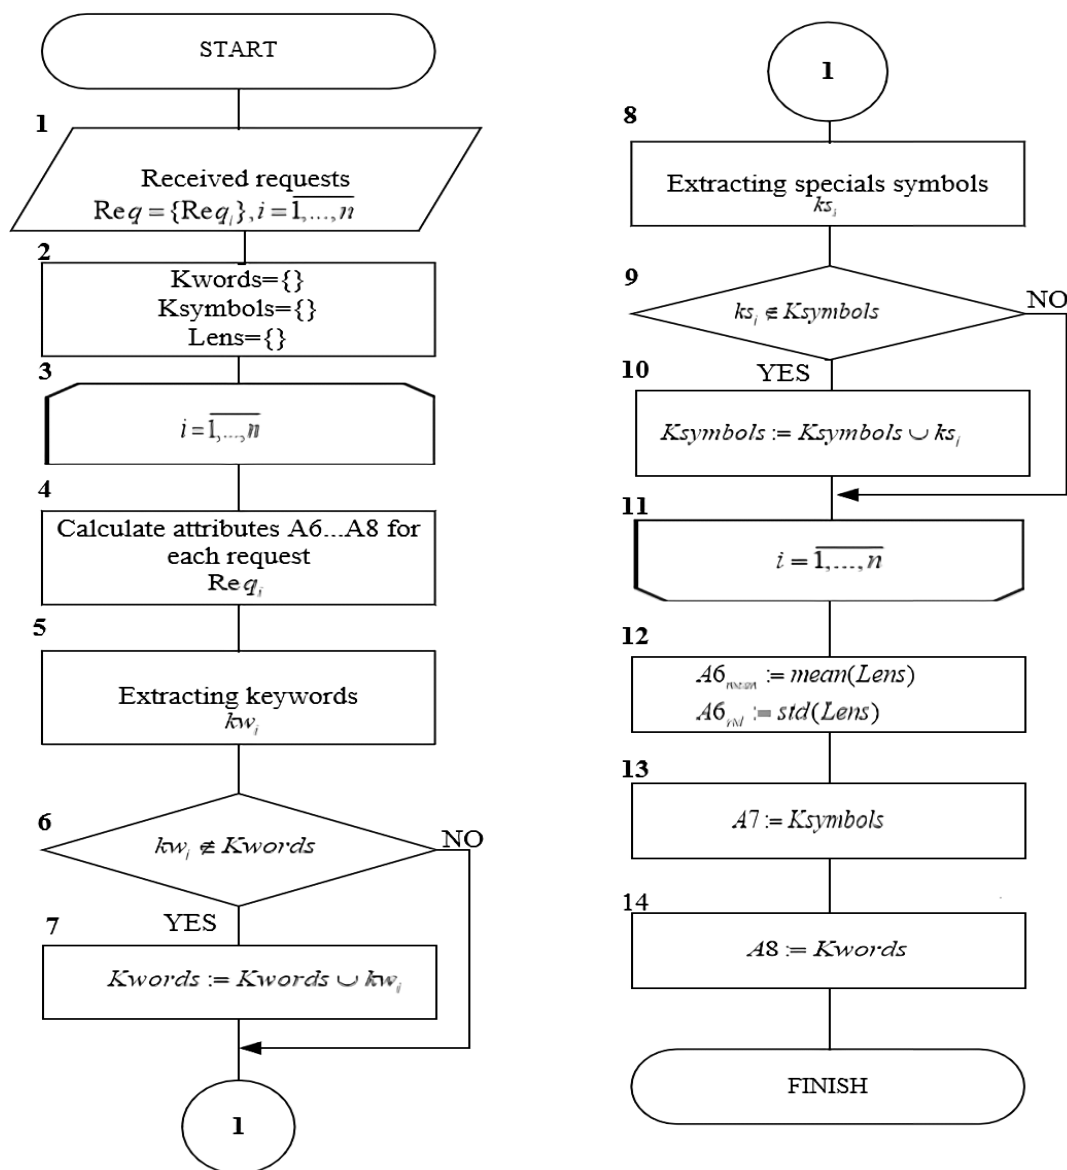 START
1
Received requests
Req = {Req_i}, i = \overline{1,...,n}
2
Kwords={}
Ksymbols={}
Lens={}
3
i = \overline{1,...,n}
4
Calculate attributes A6...A8 for
each request
Req_i
5
Extracting keywords
kw_i
6
kw_i ∉ Kwords
NO
YES
7
Kwords := Kwords ∪ kw_i
1
1
8
Extracting specials symbols
ks_i
9
ks_i ∉ Ksymbols
NO
YES
10
Ksymbols := Ksymbols ∪ ks_i
11
i = \overline{1,...,n}
12
A6_mean := mean(Lens)
A6_std := std(Lens)
13
A7 := Ksymbols
14
A8 := Kwords
FINISH